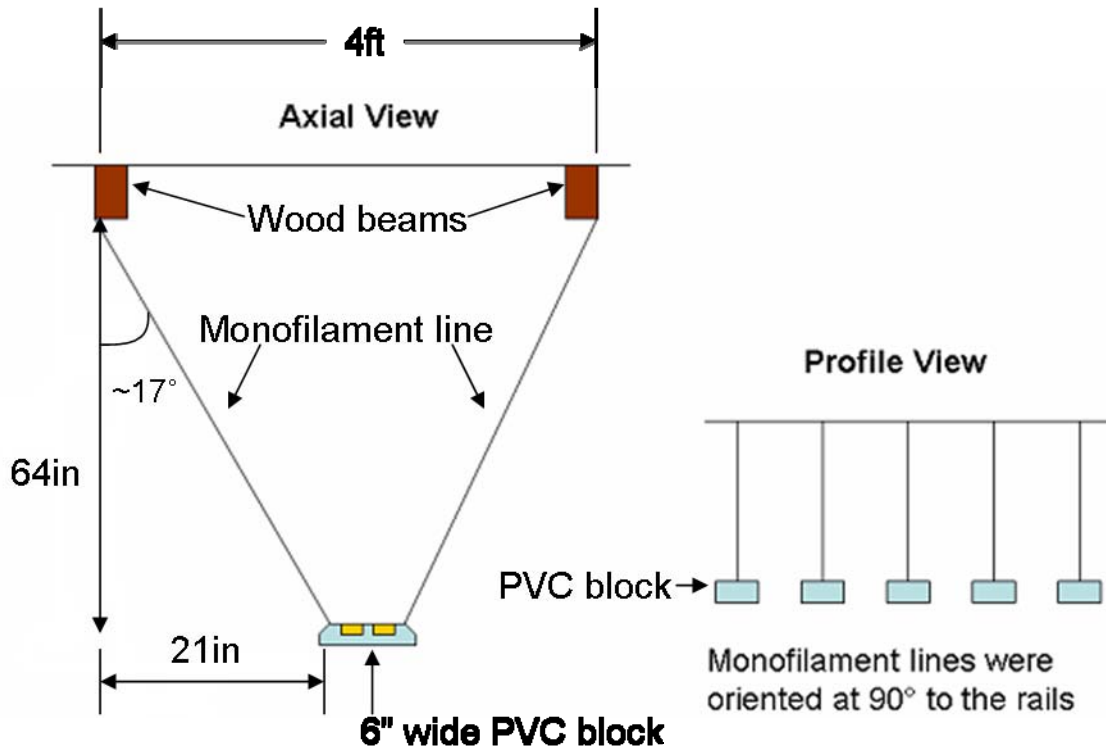 4ft
Axial View
Wood beams
Monofilament line
~17°
64in
21in
6" wide PVC block
Profile View
PVC block
Monofilament lines were
oriented at 90° to the rails